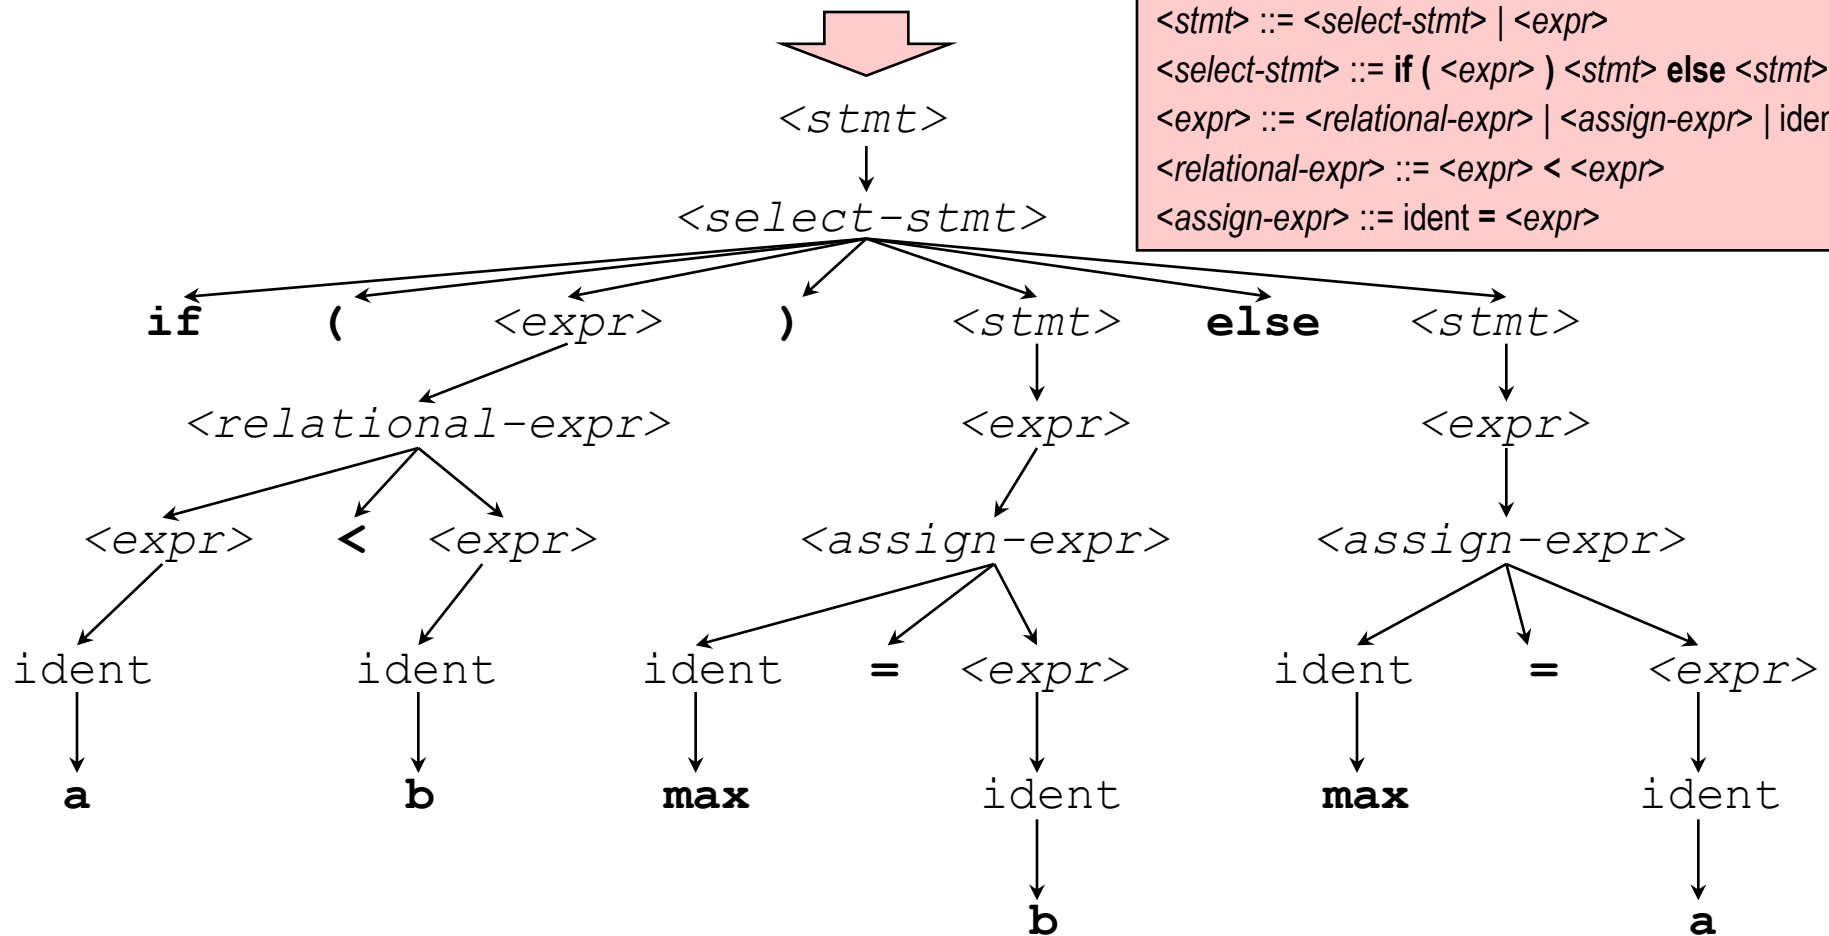 <stmt> ::= <select-stmt> | <expr>
<select-stmt> ::= if ( <expr> ) <stmt> else <stmt>
<expr> ::= <relational-expr> | <assign-expr> |
<relational-expr> ::= <expr> < <expr>
<assign-expr> ::= ident = <expr>
<stmt>
<select-stmt>
if ( <expr> ) <stmt> else <stmt>
<relational-expr> <expr> <expr>
<expr> < <expr> <assign-expr> <assign-expr>
ident ident ident = <expr> ident = <expr>
a b max ident max ident
b a